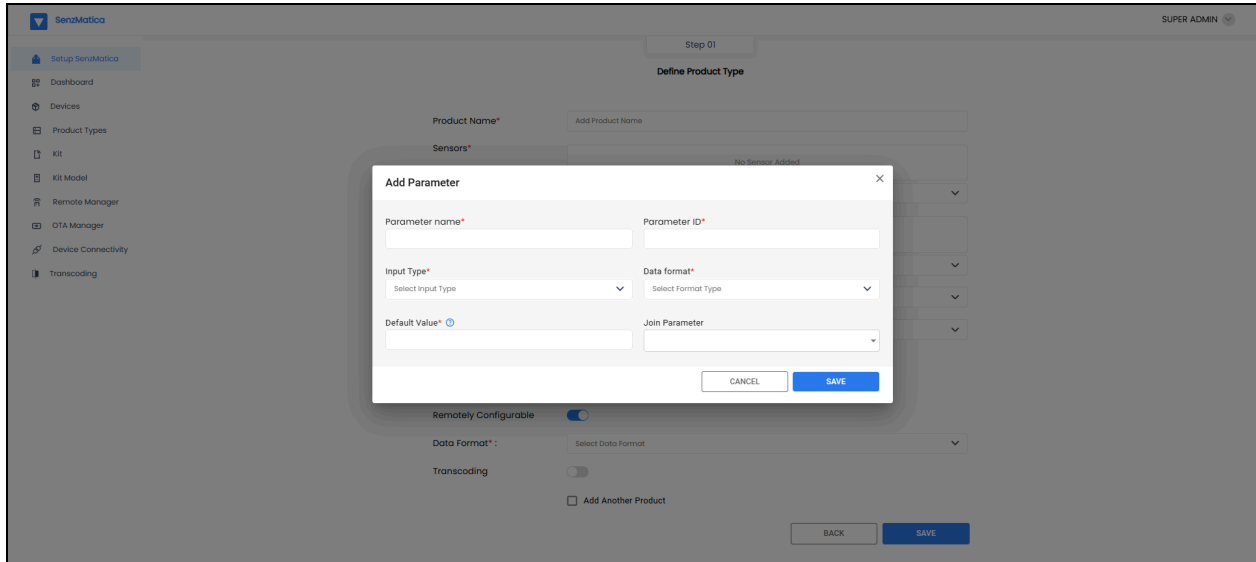 SenzMatica
SUPER ADMIN
Setup SenzMatica
Dashboard
Devices
Product Types
Kit
Kit Model
Remote Manager
OTA Manager
Device Connectivity
Transcoding
Step 01
Define Product Type
Product Name* Add Product Name
Sensors* No Sensor Added
Add Parameter
Parameter name* Parameter ID*
Input Type* Data format*
Select Input Type Select Format Type
Default Value* Join Parameter
CANCEL SAVE
Remotely Configurable
Data Format* : Select Data Format
Transcoding
Add Another Product
BACK SAVE